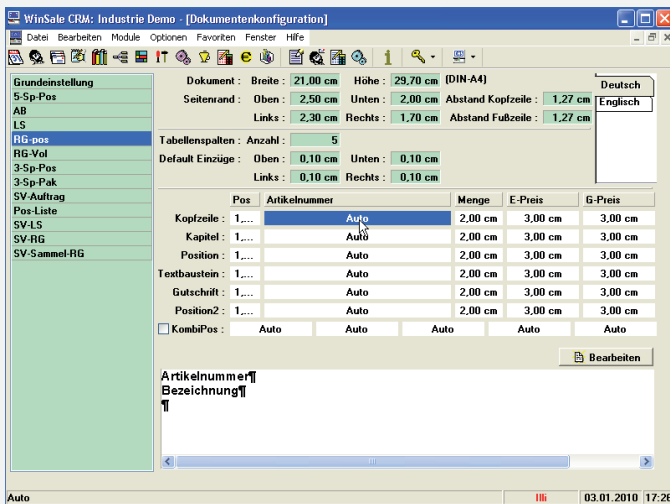 WinSale CRM: Industrie Demo - [Dokumentenkonfiguration]
Datei Bearbeiten Module Optionen Favoriten Fenster Hilfe
Grundeinstellung
5-Sp-Pos
AB
LS
RG-pos
RG-Vol
3-Sp-Pos
3-Sp-Pak
SV-Auftrag
Pos-Liste
SV-LS
SV-RG
SV-Sammel-RG
Dokument : Breite : 21,00 cm Höhe : 29,70 cm (DIN-A4)
Seitenrand : Oben : 2,50 cm Unten : 2,00 cm Abstand Kopfzeile : 1,27 cm
Links : 2,30 cm Rechts : 1,70 cm Abstand Fußzeile : 1,27 cm
Deutsch
Englisch
Tabellenspalten : Anzahl : 5
Default Einzüge : Oben : 0,10 cm Unten : 0,10 cm
Links : 0,10 cm Rechts : 0,10 cm
Pos Artikelnummer Menge E-Preis G-Preis
Kopfzeile : 1,... Auto 2,00 cm 3,00 cm 3,00 cm
Kapitel : 1,... Auto 2,00 cm 3,00 cm 3,00 cm
Position : 1,... Auto 2,00 cm 3,00 cm 3,00 cm
Textbaustein : 1,... Auto 2,00 cm 3,00 cm 3,00 cm
Gutschrift : 1,... Auto 2,00 cm 3,00 cm 3,00 cm
Position2 : 1,... Auto 2,00 cm 3,00 cm 3,00 cm
KombiPos : Auto Auto Auto Auto Auto
Bearbeiten
Artikelnummer¶
Bezeichnung¶
¶
Auto
Illi
03.01.2010 17:28